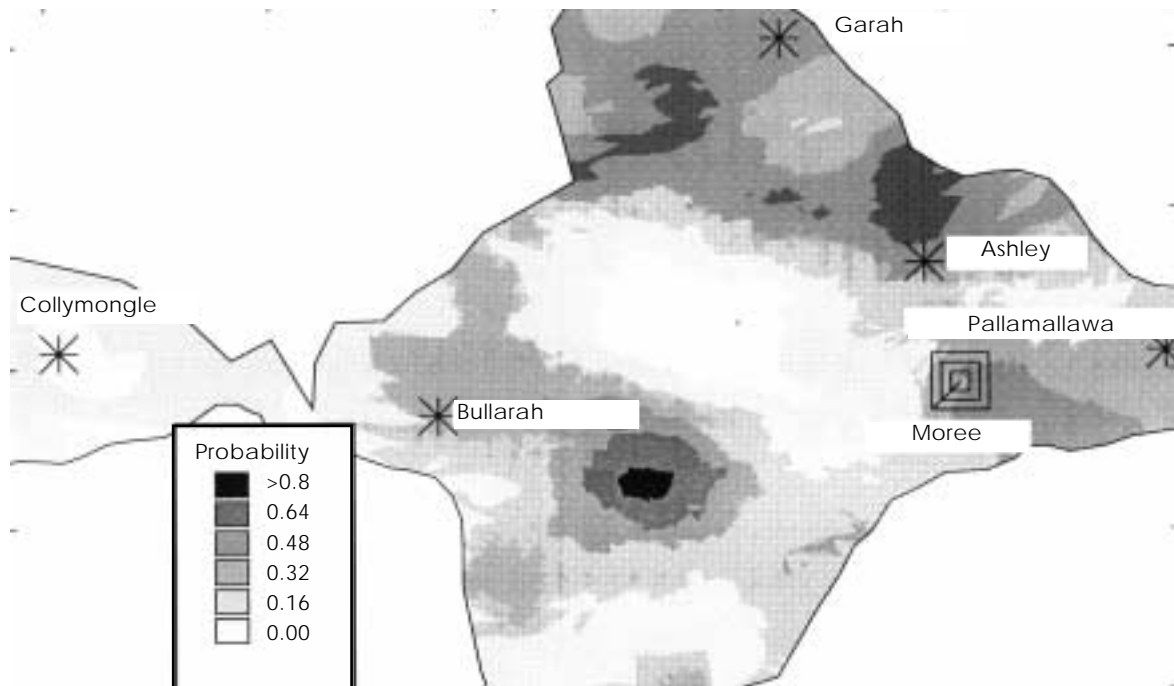 Garah
Ashley
Collymongle
Pallamallawa
Bullarah
Moree
Probability
>0.8
0.64
0.48
0.32
0.16
0.00